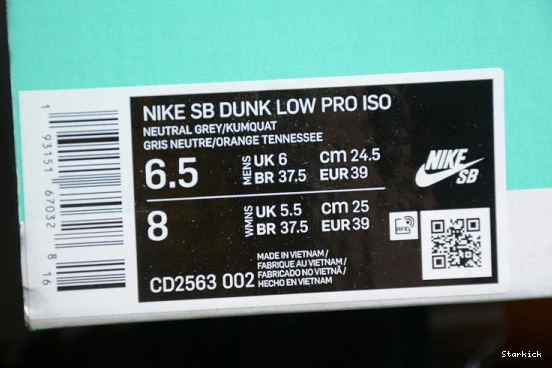 NIKE SB DUNK LOW PRO ISO
NEUTRAL GREY/KUMQUAT
GRIS NEUTRE/ORANGE TENNESSEE
6.5 MENS UK 6 cm 24.5
BR 37.5 EUR 39
8 WMNS UK 5.5 cm 25
BR 37.5 EUR 39
CD2563 002
MADE IN VIETNAM/
FABRIQUE AU VIETNAM/
FABRICADO NO VIETNÃ/
HECHO EN VIETNAM
NIKE
SB
RFID
1 93151 67032 8 16
Starkick